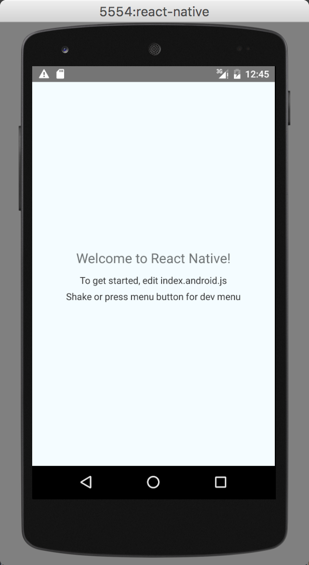 5554:react-native
3G 12:45
Welcome to React Native!
To get started, edit index.android.js
Shake or press menu button for dev menu